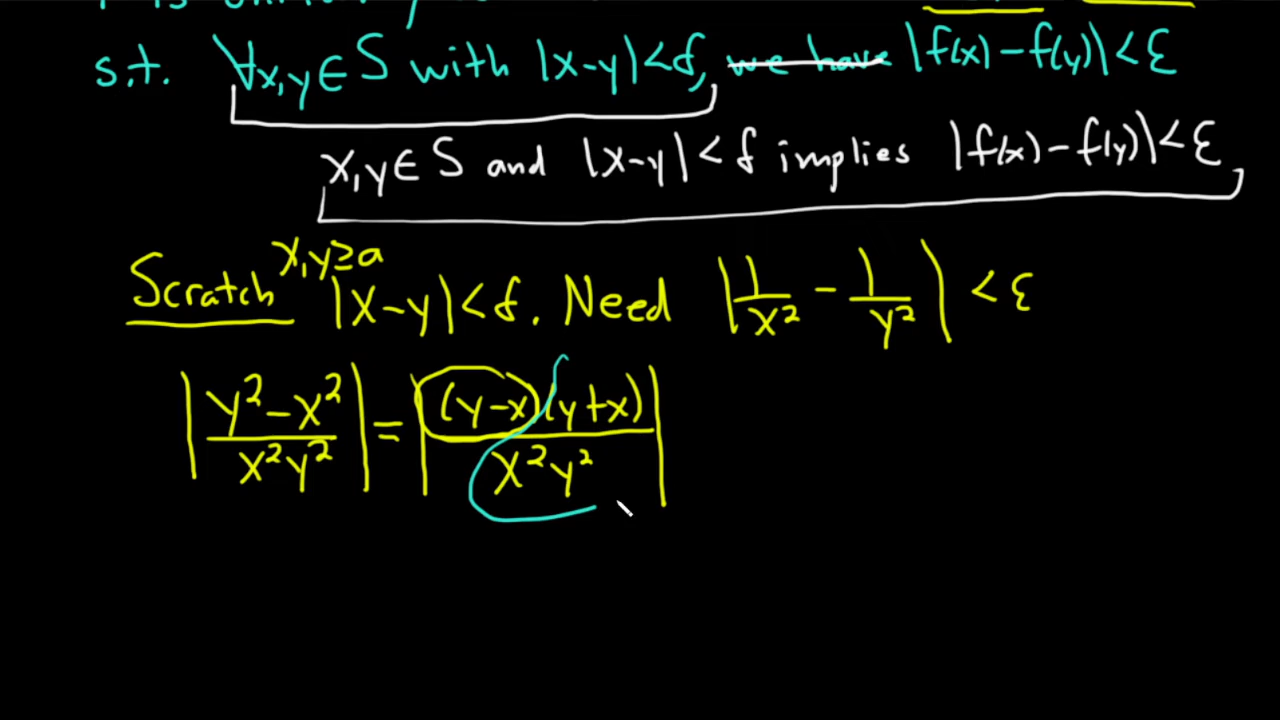 s.t. ∀x,y∈S with |x-y|<δ, we have |f(x)-f(y)|<ε
x,y∈S and |x-y|<δ implies |f(x)-f(y)|<ε
Scratch x,y≥a |x-y|<δ. Need |1/x² - 1/y²| < ε
|(y²-x²)/(x²y²)| = |(y-x)(y+x)/(x²y²)|